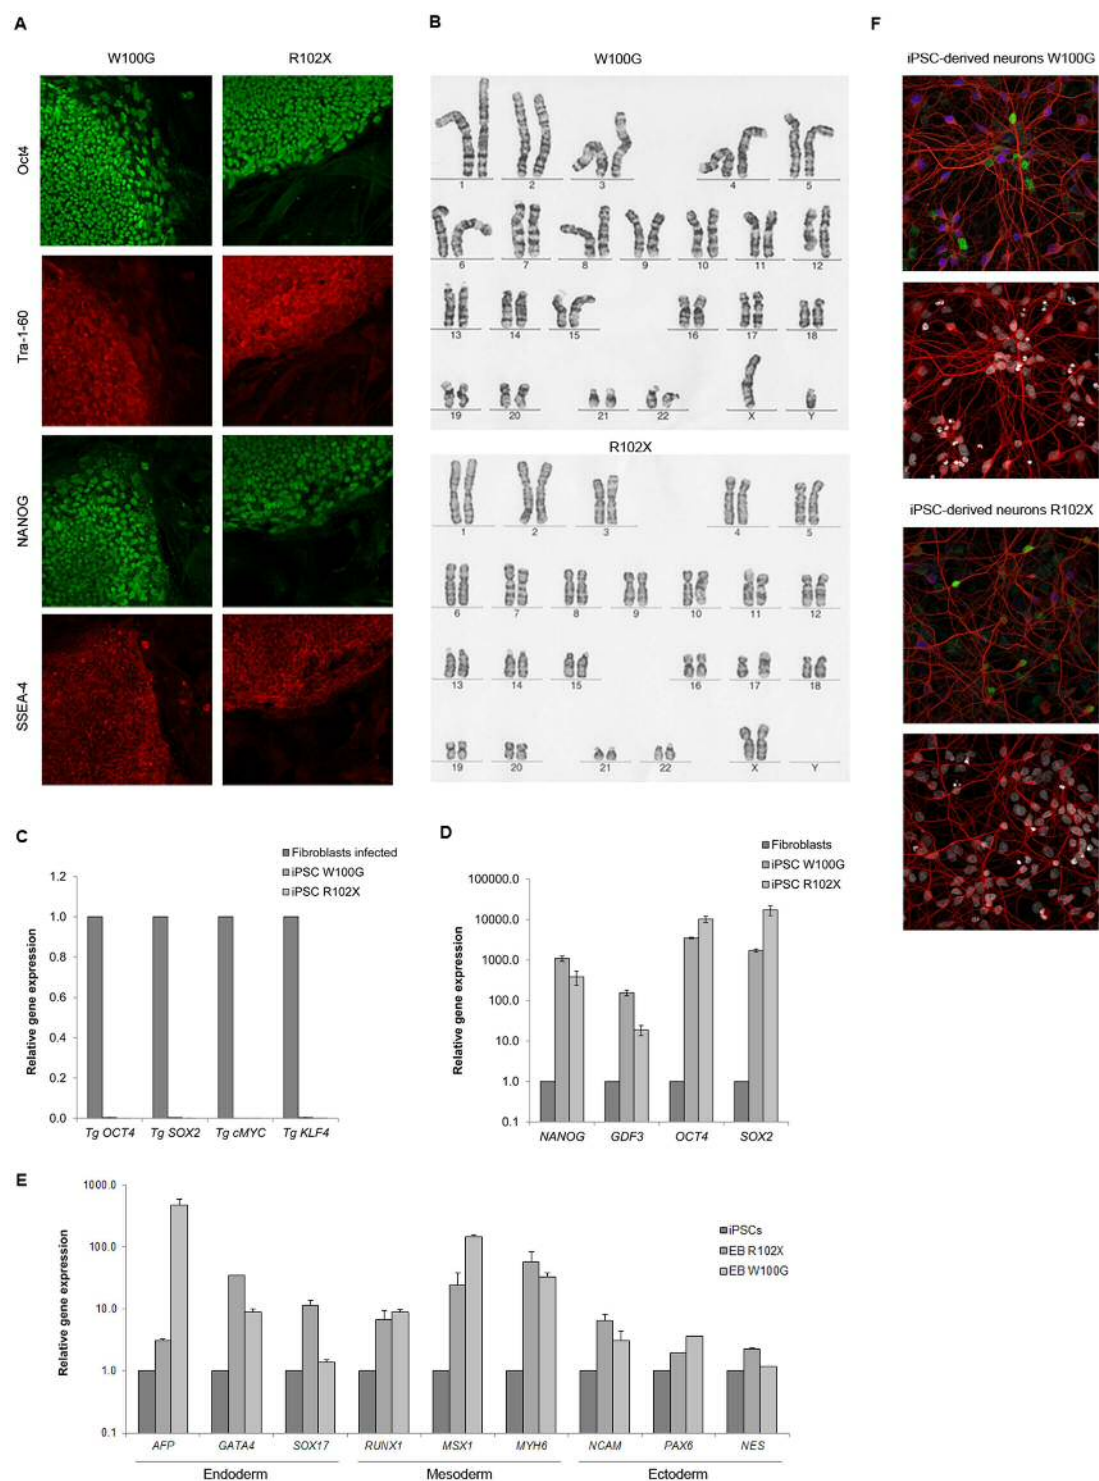 A
W100G R102X
Oct4
Tra-1-60
NANOG
SSEA-4
B
W100G
1 2 3 4 5
6 7 8 9 10 11 12
13 14 15 16 17 18
19 20 21 22 X Y
R102X
1 2 3 4 5
6 7 8 9 10 11 12
13 14 15 16 17 18
19 20 21 22 X Y
F
iPSC-derived neurons W100G
iPSC-derived neurons R102X
C
Fibroblasts infected
iPSC W100G
iPSC R102X
Relative gene expression
1.2
1.0
0.8
0.6
0.4
0.2
0.0
Tg OCT4 Tg SOX2 Tg cMYC Tg KLF4
D
Fibroblasts
iPSC W100G
iPSC R102X
Relative gene expression
100000.0
10000.0
1000.0
100.0
10.0
1.0
0.1
NANOG GDF3 OCT4 SOX2
E
iPSCs
EB R102X
EB W100G
Relative gene expression
1000.0
100.0
10.0
1.0
0.1
AFP GATA4 SOX17 RUNX1 MSX1 MYH6 NCAM PAX6 NES
Endoderm Mesoderm Ectoderm